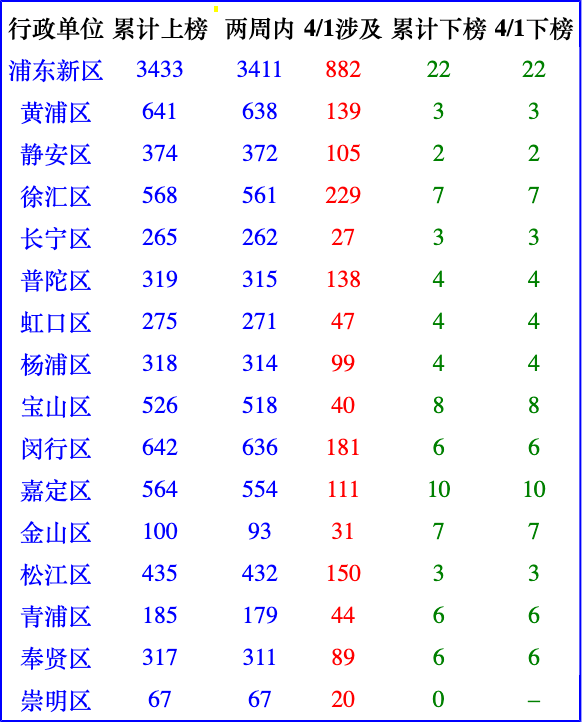 行政单位 累计上榜 两周内 4/1涉及 累计下榜 4/1下榜
浦东新区 3433 3411 882 22 22
黄浦区 641 638 139 3 3
静安区 374 372 105 2 2
徐汇区 568 561 229 7 7
长宁区 265 262 27 3 3
普陀区 319 315 138 4 4
虹口区 275 271 47 4 4
杨浦区 318 314 99 4 4
宝山区 526 518 40 8 8
闵行区 642 636 181 6 6
嘉定区 564 554 111 10 10
金山区 100 93 31 7 7
松江区 435 432 150 3 3
青浦区 185 179 44 6 6
奉贤区 317 311 89 6 6
崇明区 67 67 20 0 –